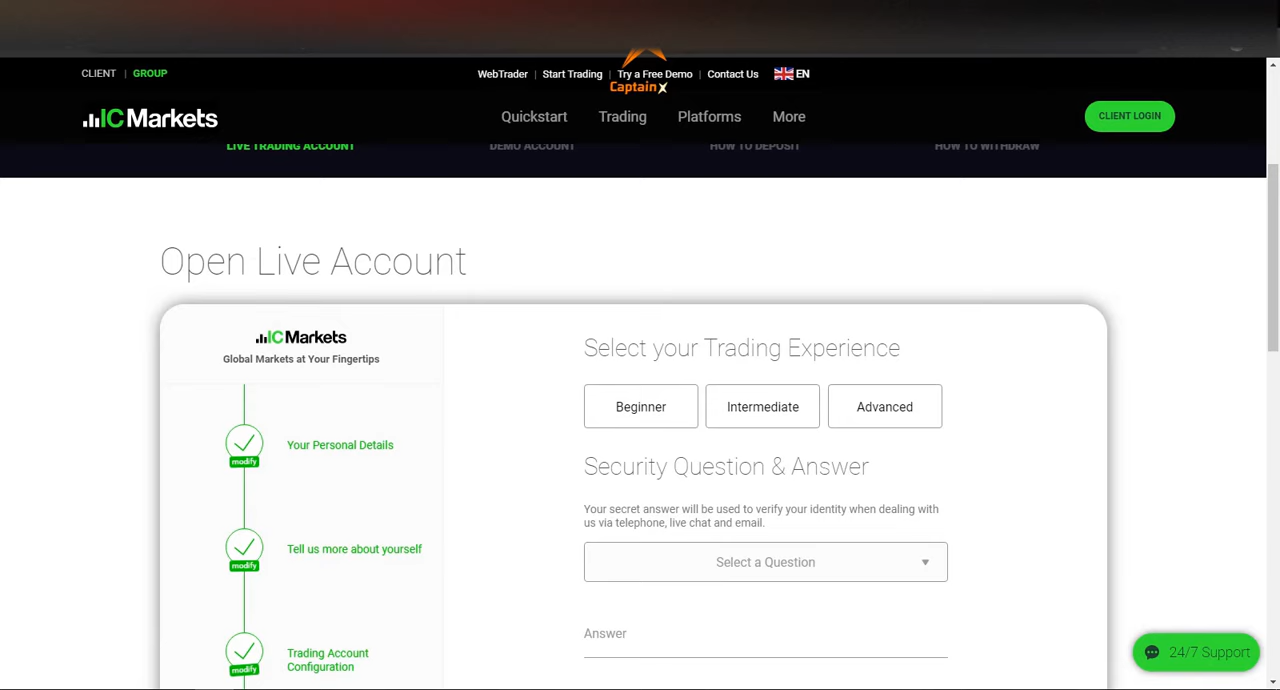 CLIENT | GROUP
WebTrader | Start Trading | Try a Free Demo | Contact Us EN
CaptainX
IC Markets
Quickstart Trading Platforms More
CLIENT LOGIN
LIVE TRADING ACCOUNT DEMO ACCOUNT HOW TO DEPOSIT HOW TO WITHDRAW
Open Live Account
IC Markets
Global Markets at Your Fingertips
modify
Your Personal Details
modify
Tell us more about yourself
modify
Trading Account
Configuration
Select your Trading Experience
Beginner Intermediate Advanced
Security Question & Answer
Your secret answer will be used to verify your identity when dealing with
us via telephone, live chat and email.
Select a Question
Answer
24/7 Support